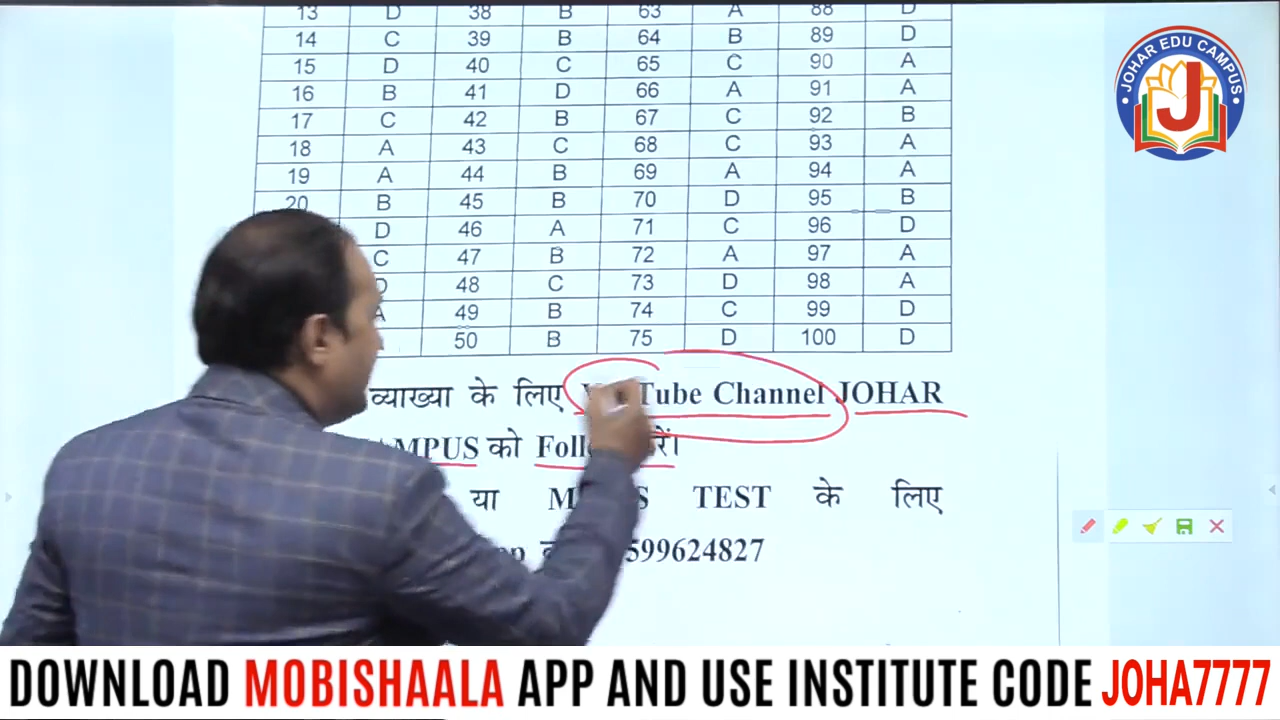 13 D 38 B 63 A 88 D
14 C 39 B 64 B 89 D
15 D 40 C 65 C 90 A
16 B 41 D 66 A 91 A
17 C 42 B 67 C 92 B
18 A 43 C 68 C 93 A
19 A 44 B 69 A 94 A
20 B 45 B 70 D 95 B
D 46 A 71 C 96 D
C 47 B 72 A 97 A
D 48 C 73 D 98 A
A 49 B 74 C 99 D
50 B 75 D 100 D
व्याख्या के लिए Tube Channel JOHAR
MPUS को
या TEST के लिए
599624827
JOHAR EDU CAMPUS
J
DOWNLOAD MOBISHAALA APP AND USE INSTITUTE CODE JOHA7777